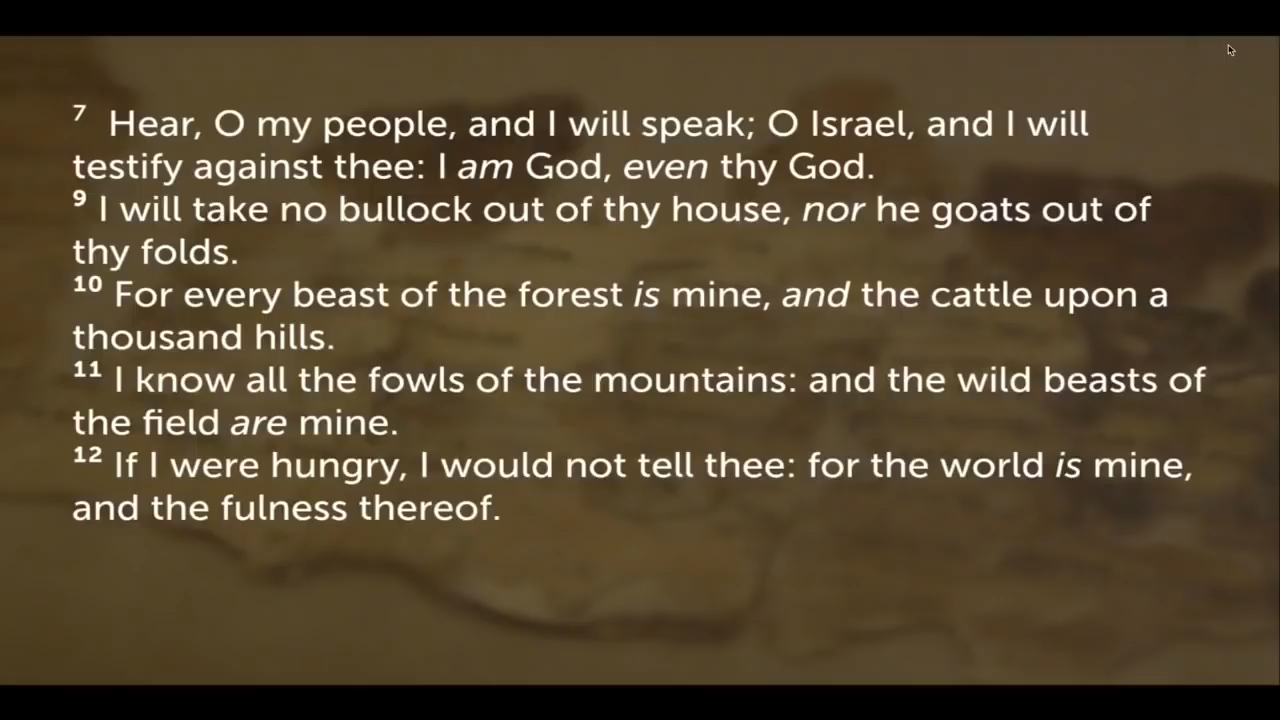 7 Hear, O my people, and I will speak; O Israel, and I will
testify against thee: I am God, even thy God.
9 I will take no bullock out of thy house, nor he goats out of
thy folds.
10 For every beast of the forest is mine, and the cattle upon a
thousand hills.
11 I know all the fowls of the mountains: and the wild beasts of
the field are mine.
12 If I were hungry, I would not tell thee: for the world is mine,
and the fulness thereof.